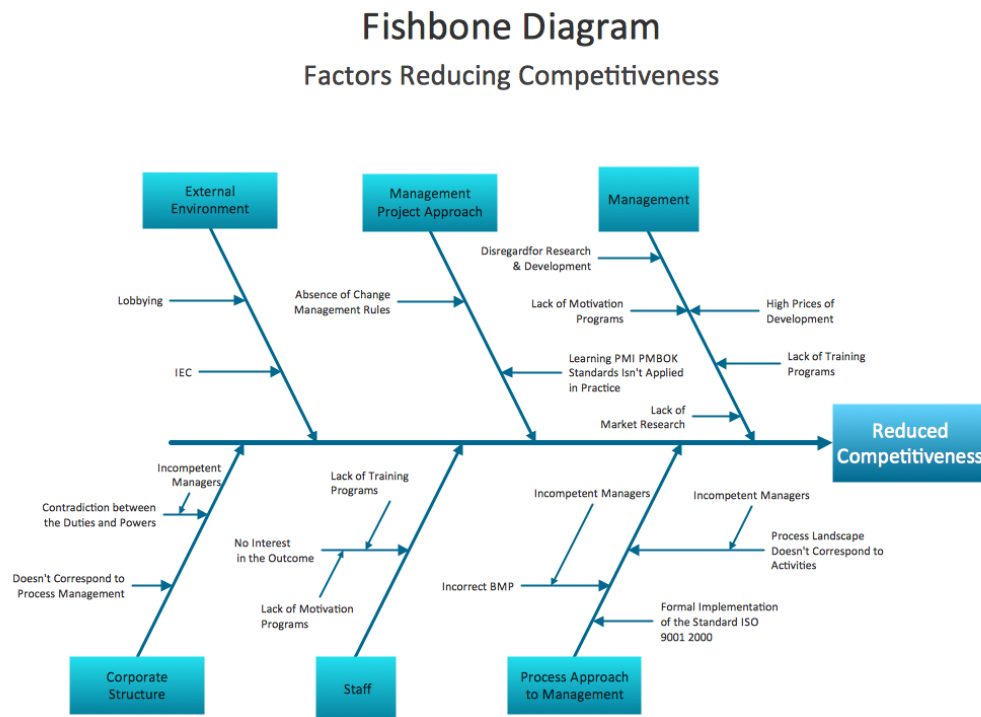 Fishbone Diagram
Factors Reducing Competitiveness
External
Environment
Management
Project Approach
Management
Disregardfor Research
& Development
Lobbying
Absence of Change
Management Rules
Lack of Motivation
Programs
High Prices of
Development
IEC
Learning PMI PMBOK
Standards Isn't Applied
in Practice
Lack of Training
Programs
Lack of
Market Research
Reduced
Competitiveness
Incompetent
Managers
Contradiction between
the Duties and Powers
Doesn't Correspond to
Process Management
Lack of Training
Programs
No Interest
in the Outcome
Lack of Motivation
Programs
Incompetent Managers
Incompetent Managers
Process Landscape
Doesn't Correspond to
Activities
Incorrect BMP
Formal Implementation
of the Standard ISO
9001 2000
Corporate
Structure
Staff
Process Approach
to Management